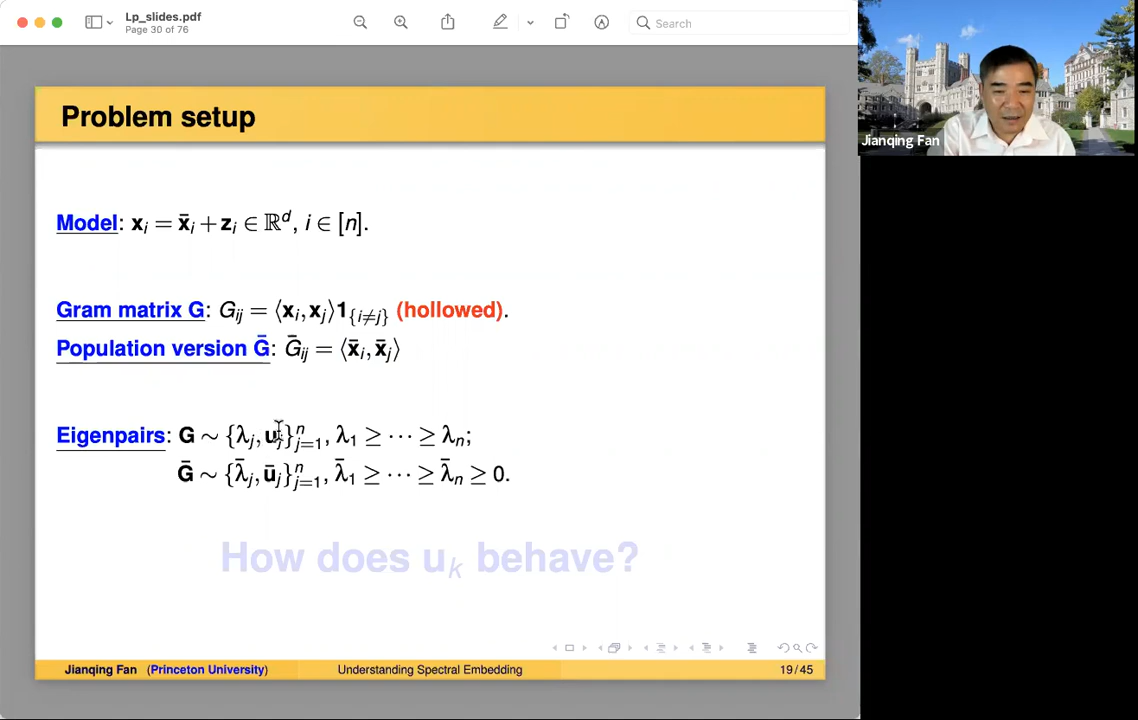 Lp_slides.pdf
Page 30 of 76
Search
Jianqing Fan
Problem setup
Model: xᵢ = x̄ᵢ + zᵢ ∈ ℝᵈ, i ∈ [n].
Gram matrix G: Gᵢⱼ = ⟨xᵢ, xⱼ⟩1_{i≠j} (hollowed).
Population version Ḡ: Ḡᵢⱼ = ⟨x̄ᵢ, x̄ⱼ⟩
Eigenpairs: G ∼ {λⱼ, uⱼ}ⁿⱼ₌₁, λ₁ ≥ ⋯ ≥ λₙ;
Ḡ ∼ {λ̄ⱼ, ūⱼ}ⁿⱼ₌₁, λ̄₁ ≥ ⋯ ≥ λ̄ₙ ≥ 0.
How does uₖ behave?
Jianqing Fan (Princeton University) Understanding Spectral Embedding 19 / 45